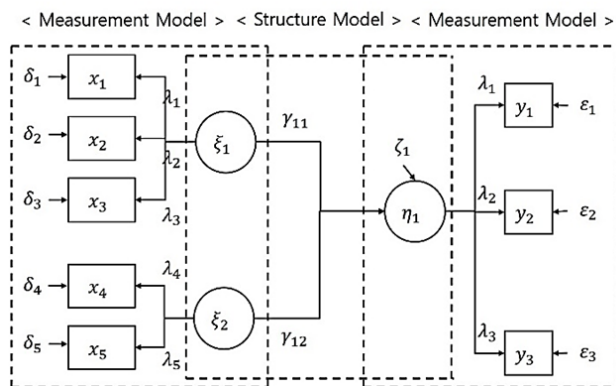 < Measurement Model > < Structure Model > < Measurement Model >
δ₁ x₁ λ₁
δ₂ x₂ λ₂
δ₃ x₃ λ₃
ξ₁ γ₁₁
ζ₁
η₁
λ₁ y₁ ε₁
λ₂ y₂ ε₂
λ₃ y₃ ε₃
δ₄ x₄ λ₄
δ₅ x₅ λ₅
ξ₂ γ₁₂